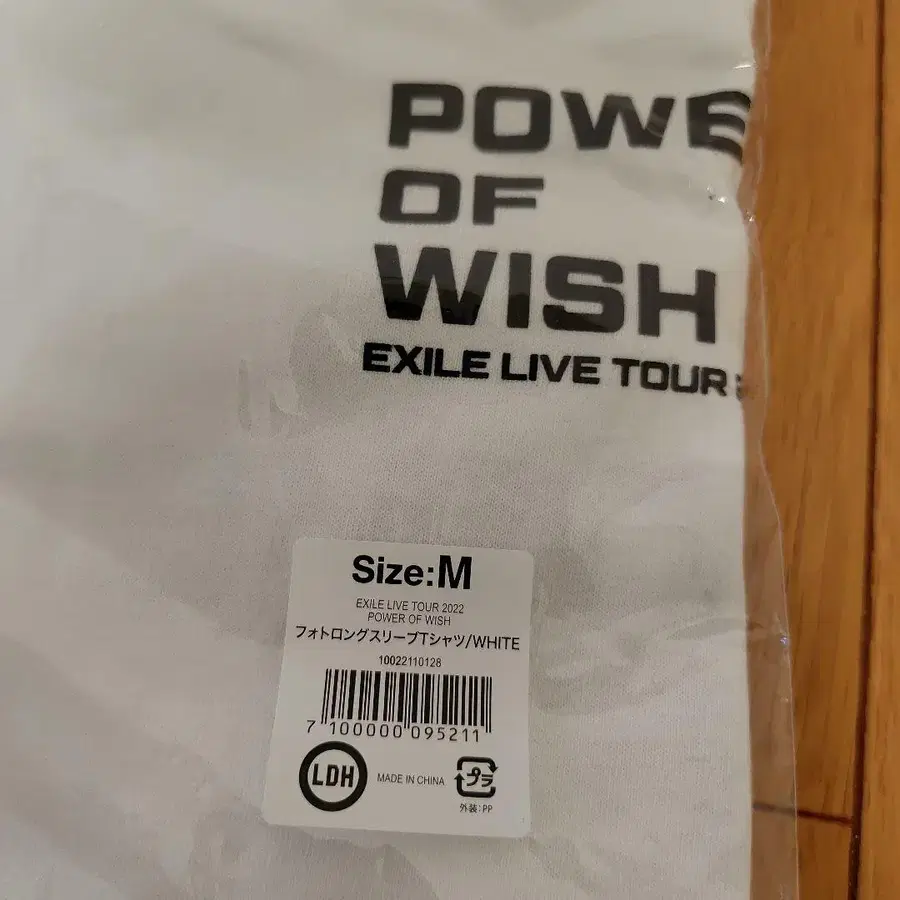 POWE
OF
WISH
EXILE LIVE TOUR
Size:M
EXILE LIVE TOUR 2022
POWER OF WISH
フォトロングスリーブTシャツ/WHITE
10022110128
7 100000 095211
LDH
MADE IN CHINA
プラ
外装:PP